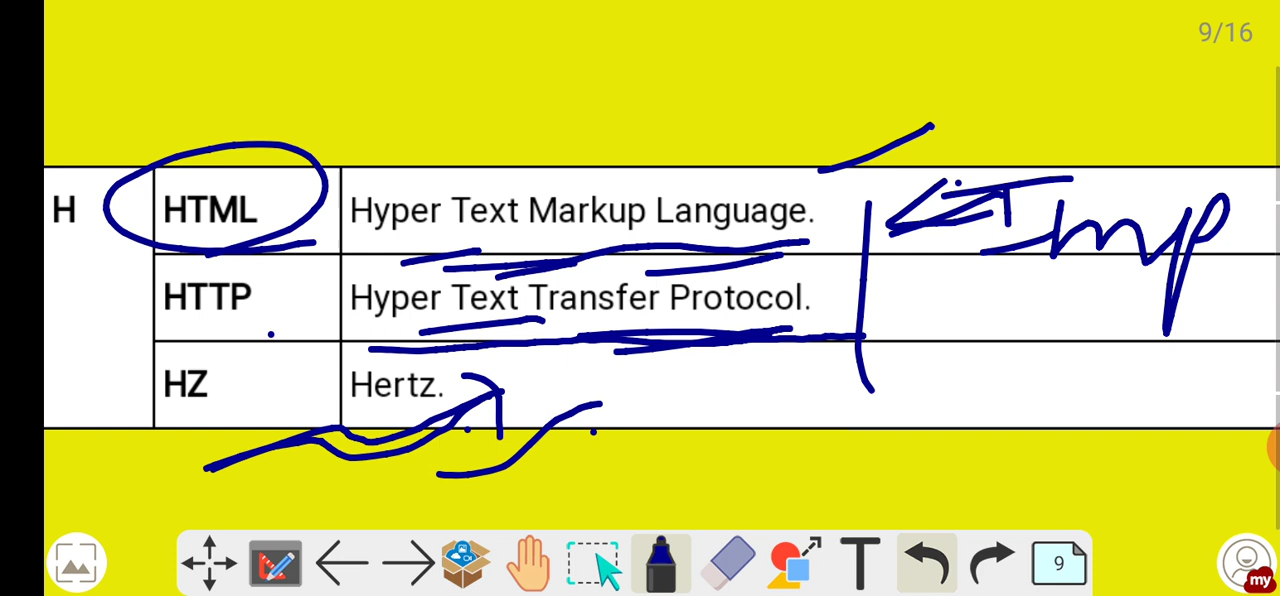 9/16
H HTML Hyper Text Markup Language.
Imp
HTTP Hyper Text Transfer Protocol.
HZ Hertz.
T 9 my